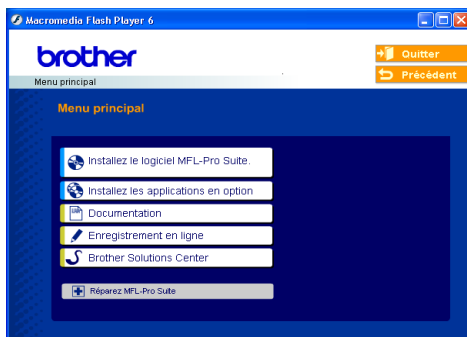 Macromedia Flash Player 6
brother
Quitter
Précédent
Menu principal
Menu principal
Installez le logiciel MFL-Pro Suite.
Installez les applications en option
Documentation
Enregistrement en ligne
Brother Solutions Center
Réparez MFL-Pro Suite